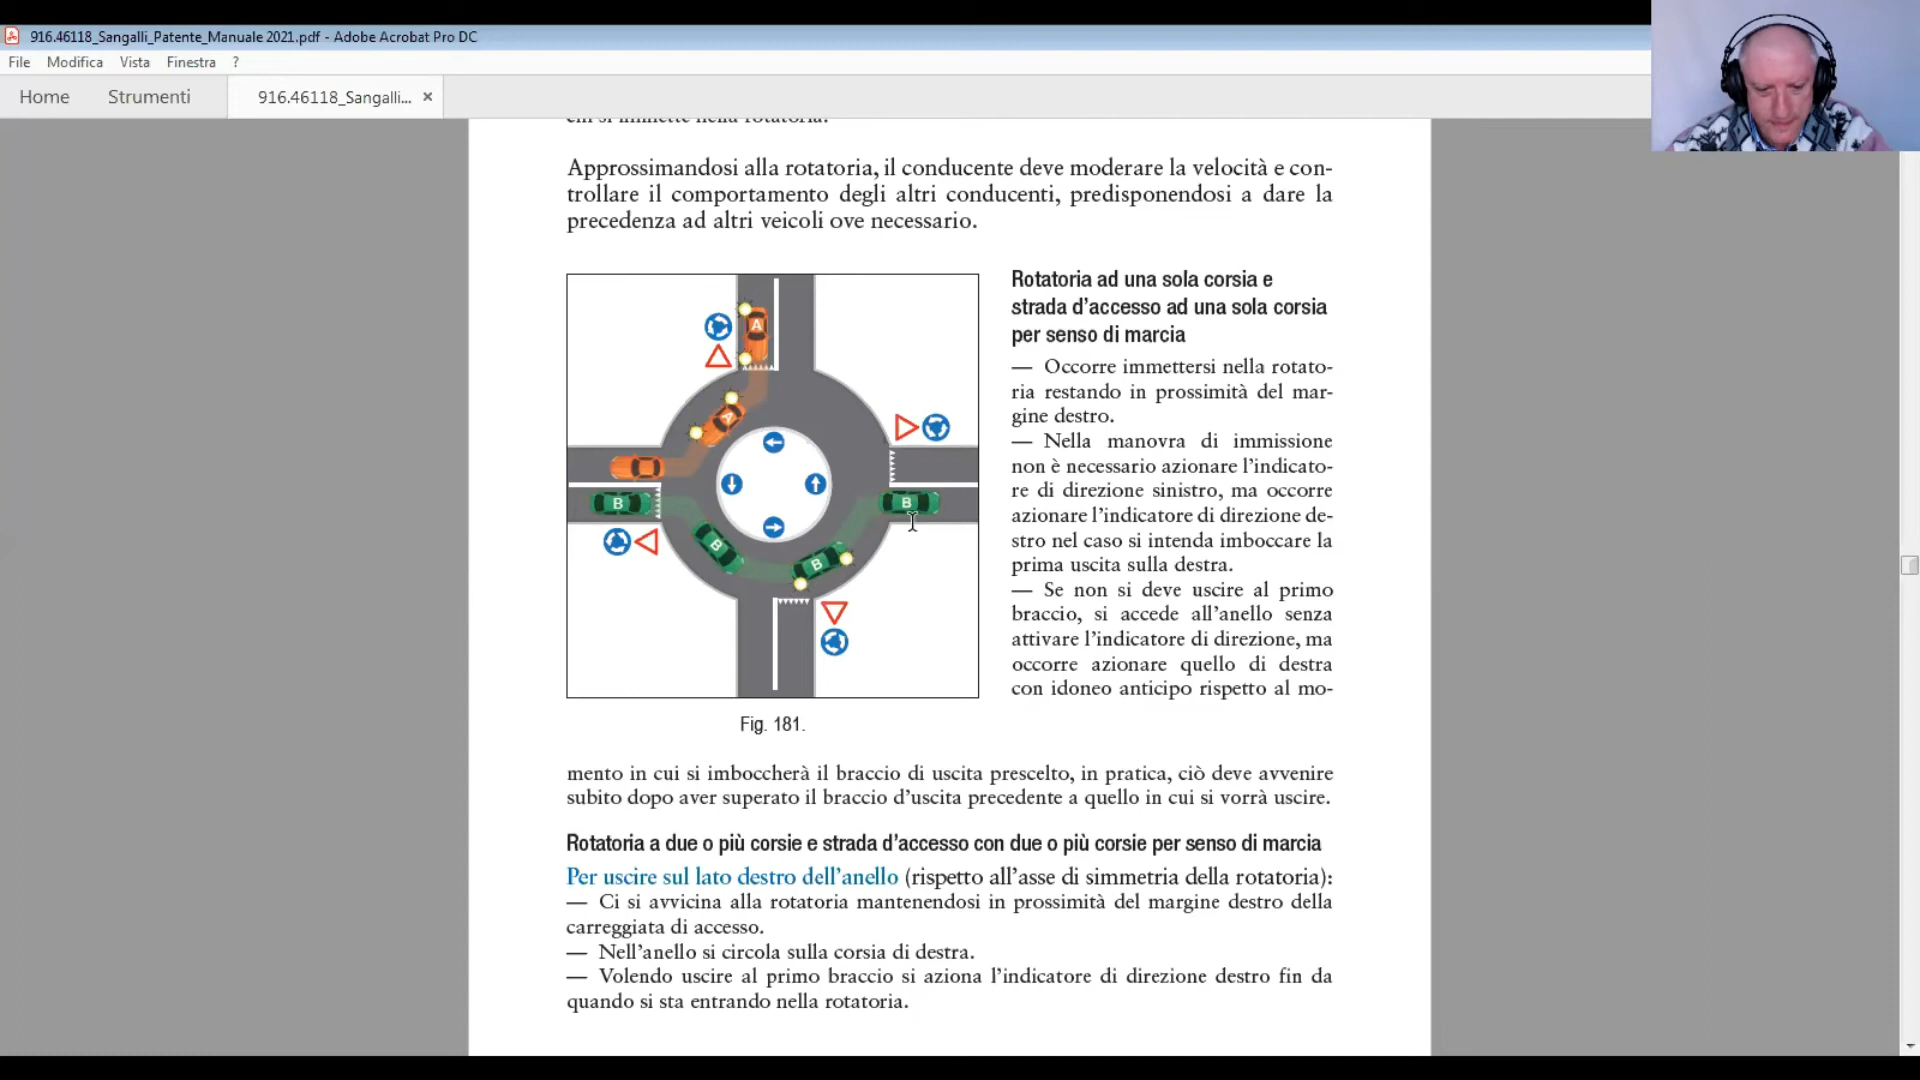 916.46118_Sangalli_Patente_Manuale 2021.pdf - Adobe Acrobat Pro DC
File Modifica Vista Finestra ?
Home Strumenti 916.46118_Sangalli... ×
chi si immette nella rotatoria.
Approssimandosi alla rotatoria, il conducente deve moderare la velocità e con-
trollare il comportamento degli altri conducenti, predisponendosi a dare la
precedenza ad altri veicoli ove necessario.
A
A
B
B
B
B
Fig. 181.
Rotatoria ad una sola corsia e
strada d'accesso ad una sola corsia
per senso di marcia
— Occorre immettersi nella rotato-
ria restando in prossimità del mar-
gine destro.
— Nella manovra di immissione
non è necessario azionare l'indicato-
re di direzione sinistro, ma occorre
azionare l'indicatore di direzione de-
stro nel caso si intenda imboccare la
prima uscita sulla destra.
— Se non si deve uscire al primo
braccio, si accede all'anello senza
attivare l'indicatore di direzione, ma
occorre azionare quello di destra
con idoneo anticipo rispetto al mo-
mento in cui si imboccherà il braccio di uscita prescelto, in pratica, ciò deve avvenire
subito dopo aver superato il braccio d'uscita precedente a quello in cui si vorrà uscire.
Rotatoria a due o più corsie e strada d'accesso con due o più corsie per senso di marcia
Per uscire sul lato destro dell'anello (rispetto all'asse di simmetria della rotatoria):
— Ci si avvicina alla rotatoria mantenendosi in prossimità del margine destro della
carreggiata di accesso.
— Nell'anello si circola sulla corsia di destra.
— Volendo uscire al primo braccio si aziona l'indicatore di direzione destro fin da
quando si sta entrando nella rotatoria.